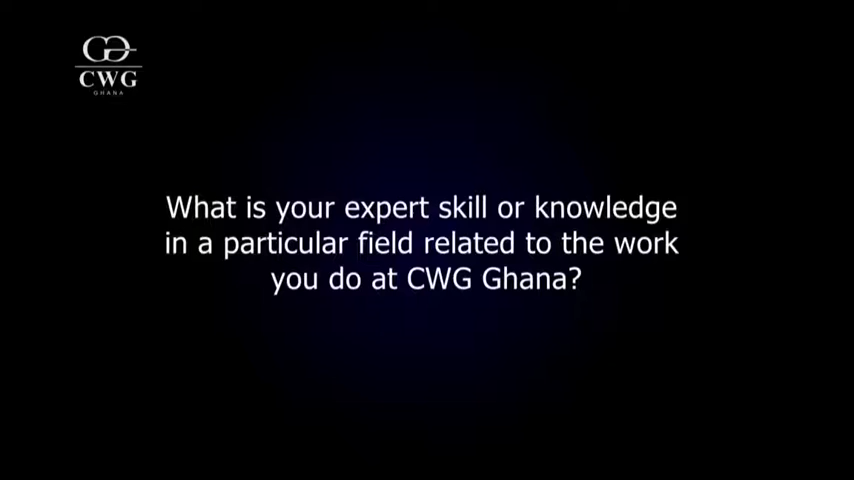 CWG
GHANA
What is your expert skill or knowledge
in a particular field related to the work
you do at CWG Ghana?